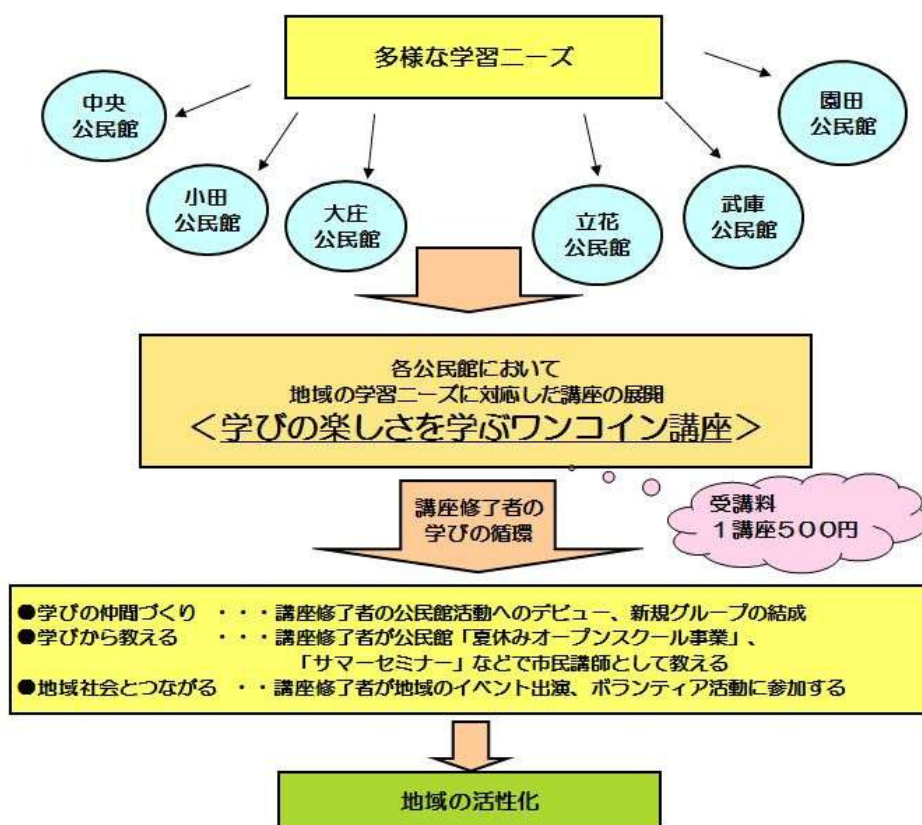 多様な学習ニーズ
中央
公民館
園田
公民館
小田
公民館
大庄
公民館
立花
公民館
武庫
公民館
各公民館において
地域の学習ニーズに対応した講座の展開
＜学びの楽しさを学ぶワンコイン講座＞
講座修了者の
学びの循環
受講料
１講座５００円
●学びの仲間づくり ・・・講座修了者の公民館活動へのデビュー、新規グループの結成
●学びから教える ・・・講座修了者が公民館「夏休みオープンスクール事業」、
「サマーセミナー」などで市民講師として教える
●地域社会とつながる ・・講座修了者が地域のイベント出演、ボランティア活動に参加する
地域の活性化